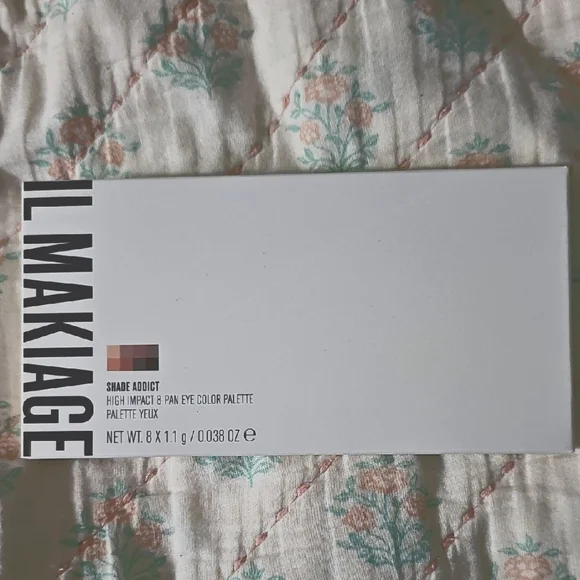 IL MAKIAGE
SHADE ADDICT
HIGH IMPACT 8 PAN EYE COLOR PALETTE
PALETTE YEUX
NET WT. 8 X 1.1 g / 0.038 OZ ℮